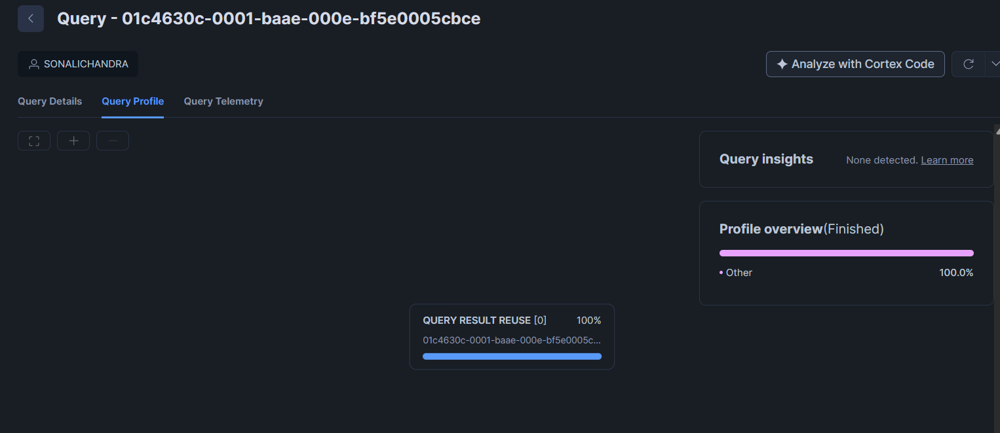 Query - 01c4630c-0001-baae-000e-bf5e0005cbce
SONALICHANDRA
Analyze with Cortex Code
Query Details
Query Profile
Query Telemetry
Query insights
None detected. Learn more
Profile overview(Finished)
Other
100.0%
QUERY RESULT REUSE [0]
100%
01c4630c-0001-baae-000e-bf5e0005c...